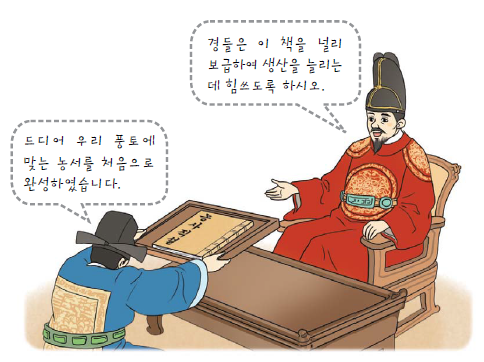 경들은 이 책을 널리
보급하여 생산을 늘리는
데 힘쓰도록 하시오.
드디어 우리 풍토에
맞는 농서를 처음으로
완성하였습니다.